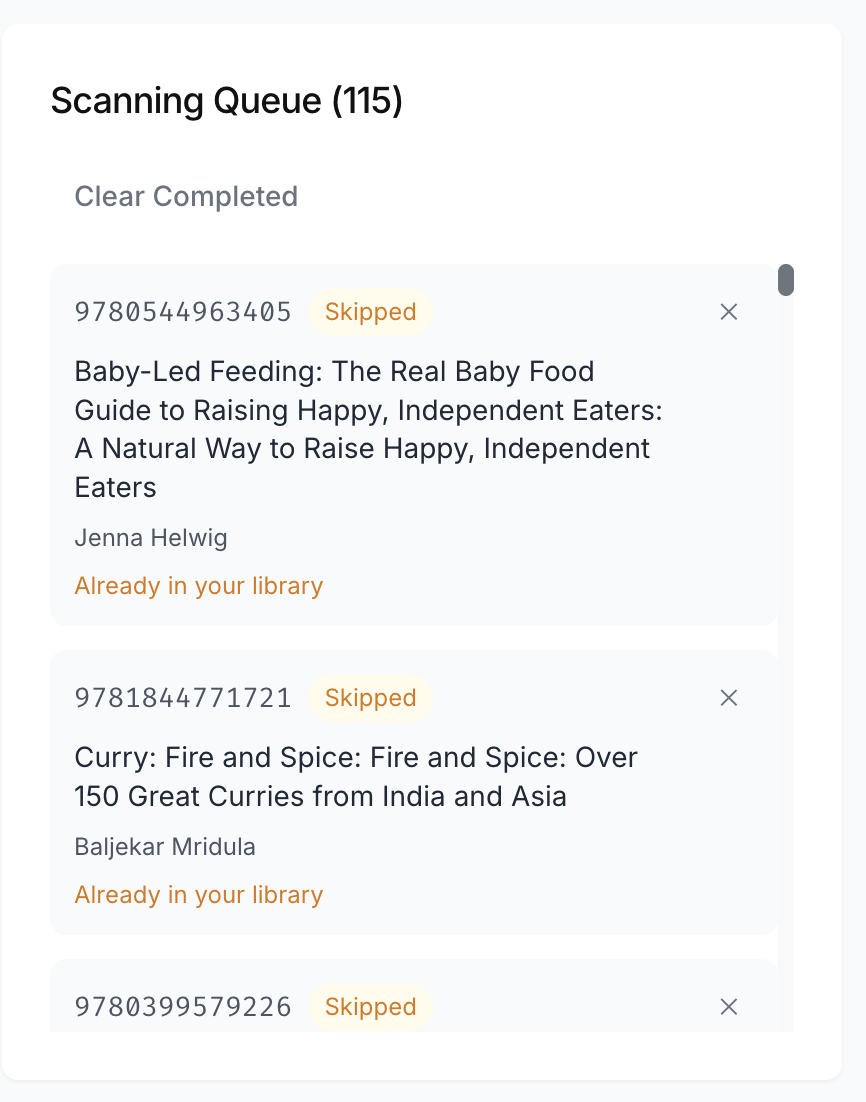 Scanning Queue (115)
Clear Completed
9780544963405 Skipped
Baby-Led Feeding: The Real Baby Food
Guide to Raising Happy, Independent Eaters:
A Natural Way to Raise Happy, Independent
Eaters
Jenna Helwig
Already in your library
9781844771721 Skipped
Curry: Fire and Spice: Fire and Spice: Over
150 Great Curries from India and Asia
Baljekar Mridula
Already in your library
9780399579226 Skipped